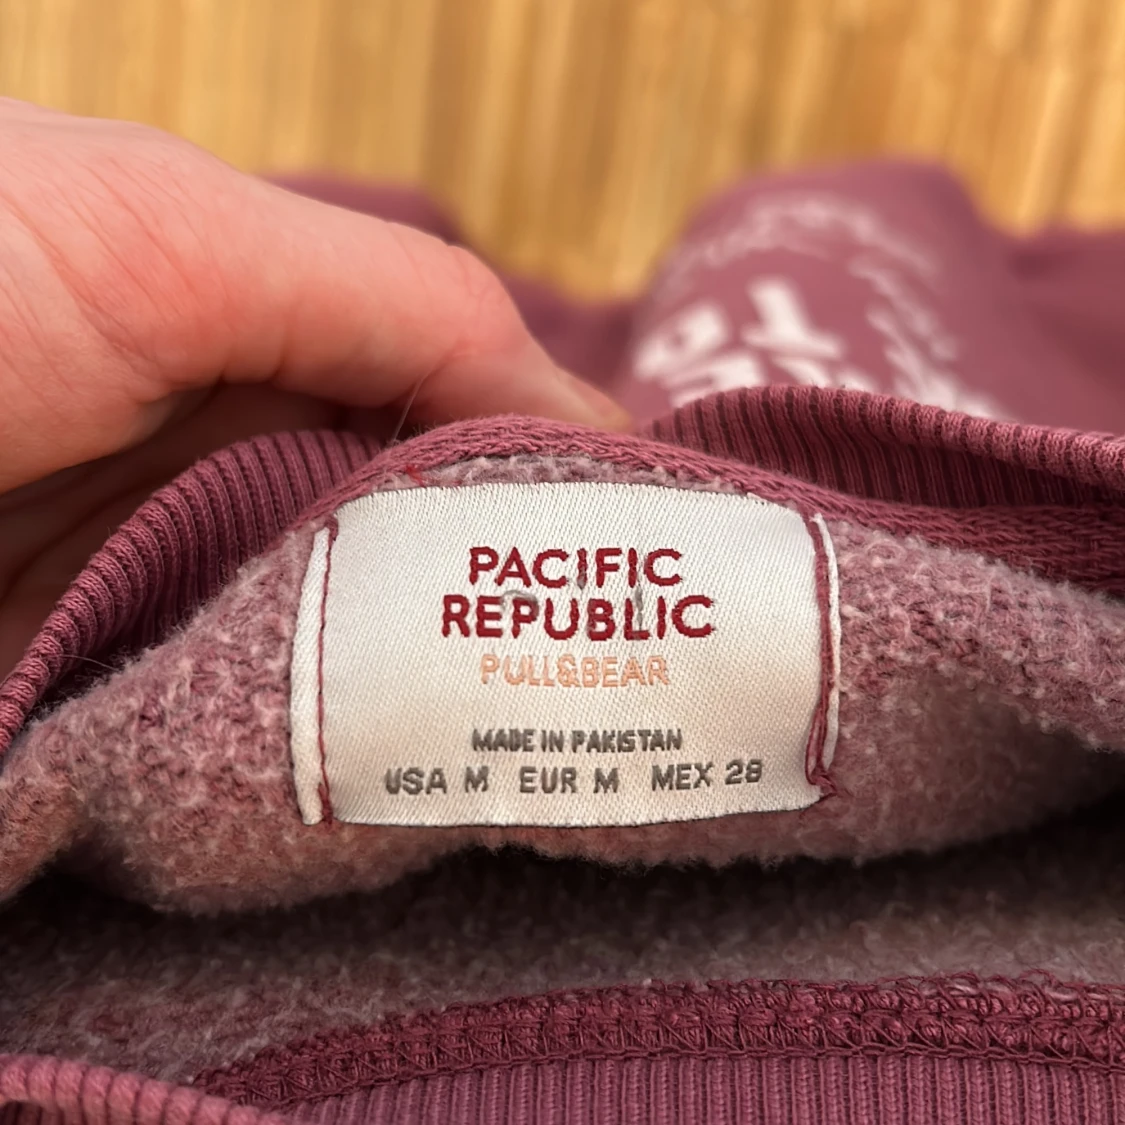 PACIFIC
REPUBLIC
PULL&BEAR
MADE IN PAKISTAN
USA M EUR M MEX 28